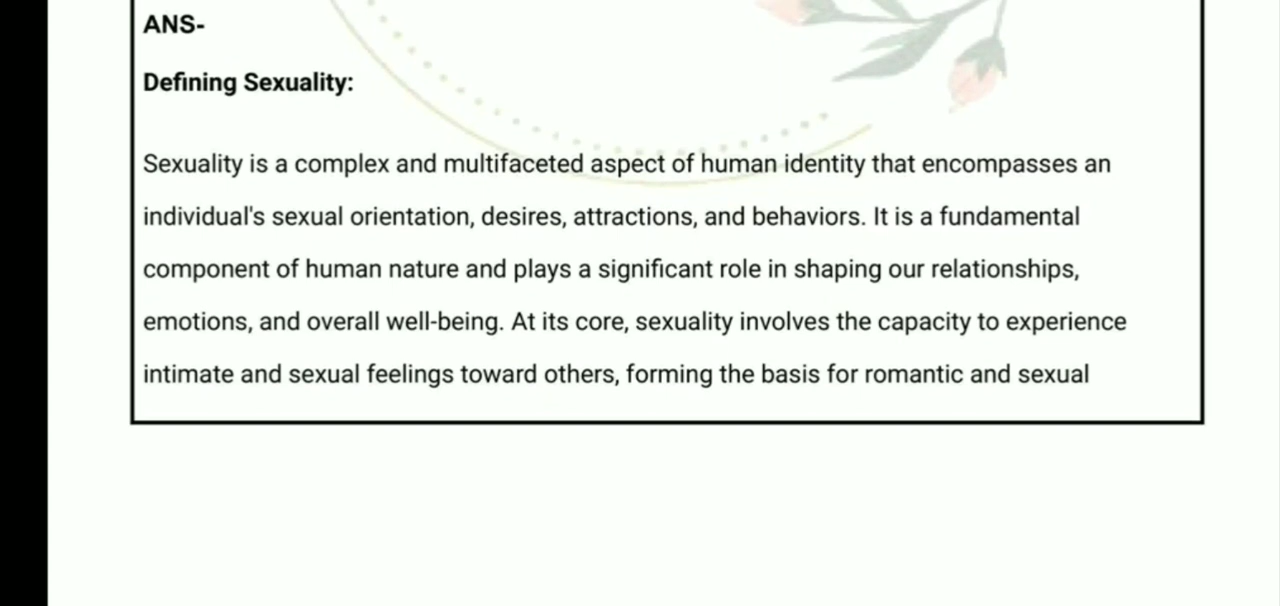 ANS-
Defining Sexuality:
Sexuality is a complex and multifaceted aspect of human identity that encompasses an
individual's sexual orientation, desires, attractions, and behaviors. It is a fundamental
component of human nature and plays a significant role in shaping our relationships,
emotions, and overall well-being. At its core, sexuality involves the capacity to experience
intimate and sexual feelings toward others, forming the basis for romantic and sexual